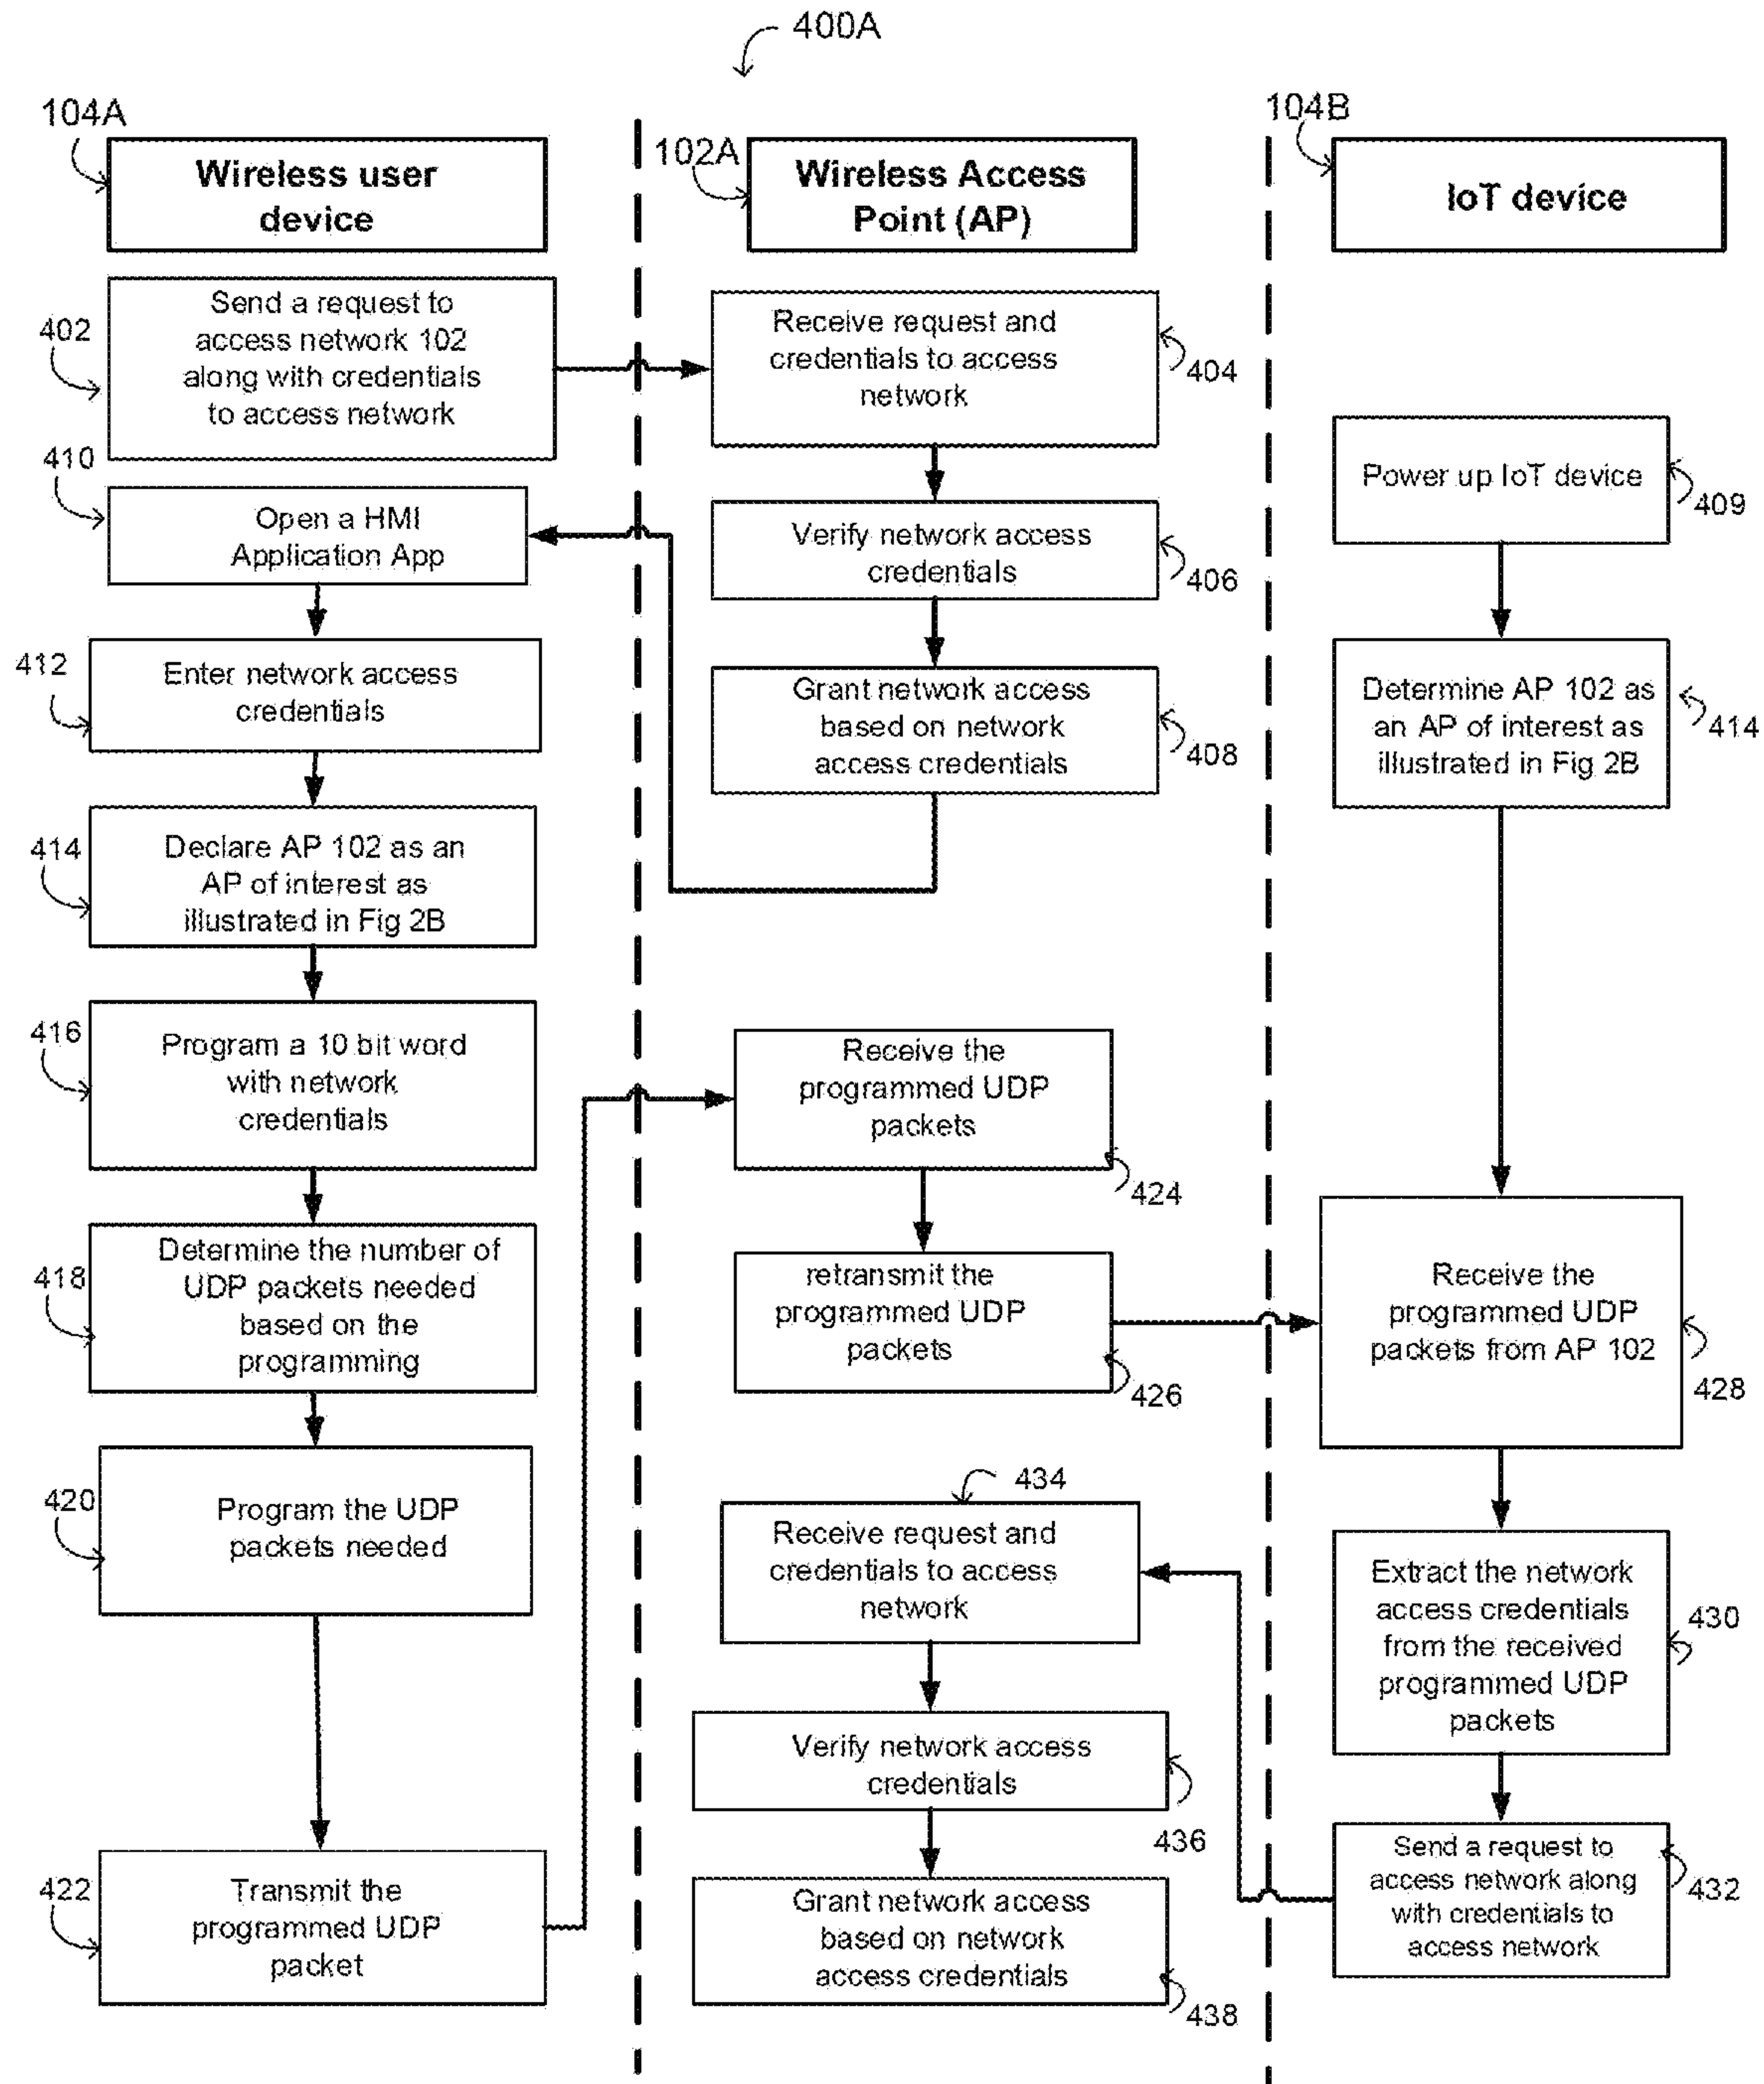 400A
104A
Wireless user
device
102A
Wireless Access
Point (AP)
104B
IoT device
402
Send a request to
access network 102
along with credentials
to access network
Receive request and
credentials to access
network
404
410
Open a HMI
Application App
Verify network access
credentials
406
Power up IoT device
409
412
Enter network access
credentials
Grant network access
based on network
access credentials
408
Determine AP 102 as
an AP of interest as
illustrated in Fig 2B
414
414
Declare AP 102 as an
AP of interest as
illustrated in Fig 2B
416
Program a 10 bit word
with network
credentials
Receive the
programmed UDP
packets
424
418
Determine the number of
UDP packets needed
based on the
programming
retransmit the
programmed UDP
packets
426
Receive the
programmed UDP
packets from AP 102
428
420
Program the UDP
packets needed
434
Receive request and
credentials to access
network
Extract the network
access credentials
from the received
programmed UDP
packets
430
Verify network access
credentials
436
422
Transmit the
programmed UDP
packet
Grant network access
based on network
access credentials
438
Send a request to
access network along
with credentials to
access network
432